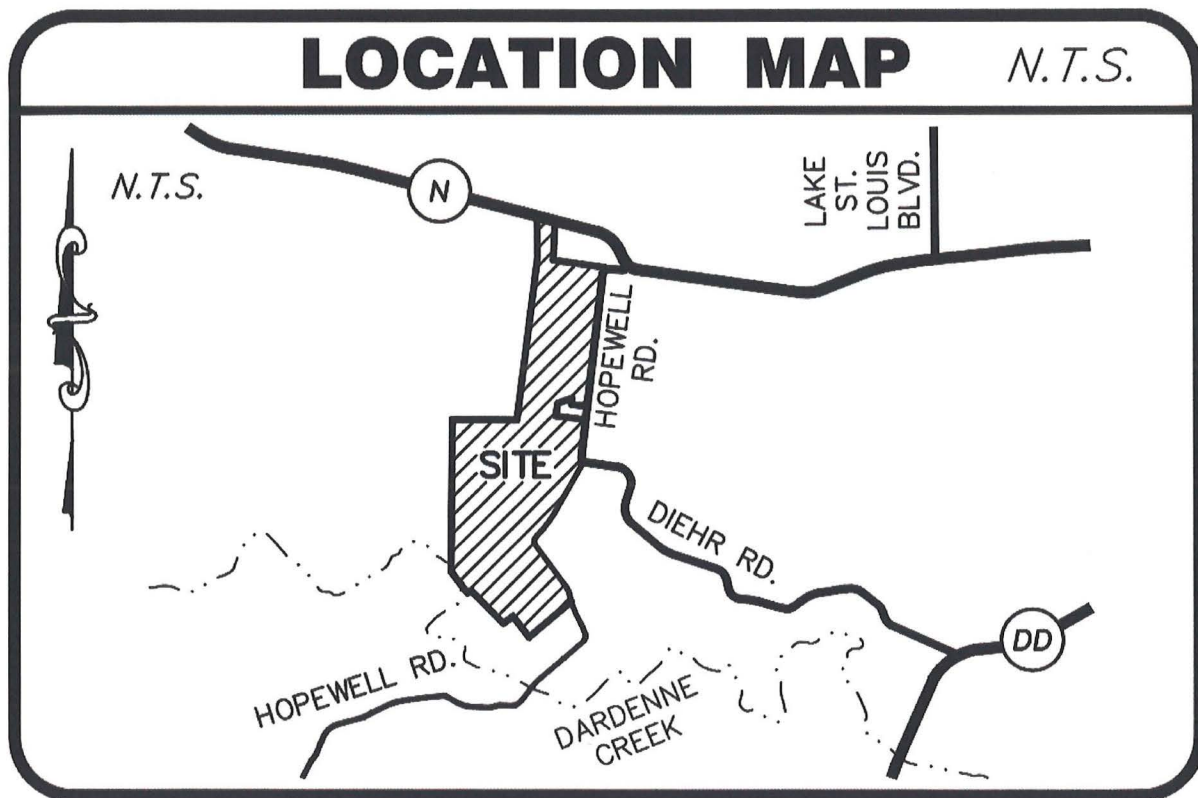 LOCATION MAP N.T.S.
N.T.S.
N
LAKE
ST.
LOUIS
BLVD.
HOPEWELL
RD.
SITE
DIEHR RD.
DD
HOPEWELL RD.
DARDENNE
CREEK